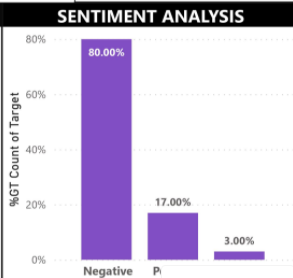 SENTIMENT ANALYSIS
%GT Count of Target
80%
60%
40%
20%
0%
80.00%
17.00%
3.00%
Negative